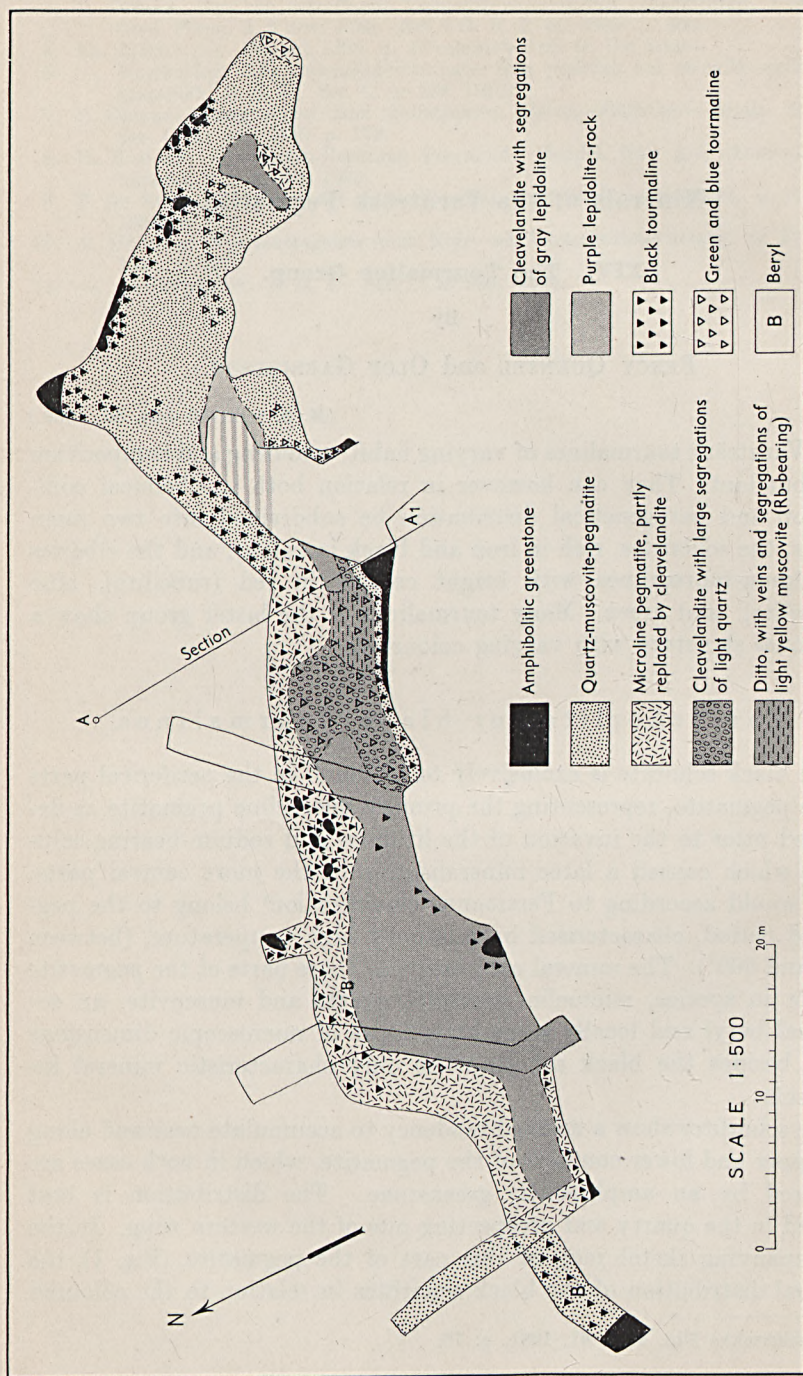 N
A
Section
A1
B
B
SCALE 1:500
0 10 20 m
Amphibolitic greenstone
Quartz-muscovite-pegmatite
Microline pegmatite, partly
replaced by cleavelandite
Cleavelandite with large segregations
of light quartz
Ditto, with veins and segregations of
light yellow muscovite (Rb-bearing)
Cleavelandite with segregations
of gray lepidolite
Purple lepidolite-rock
Black tourmaline
Green and blue tourmaline
B
Beryl